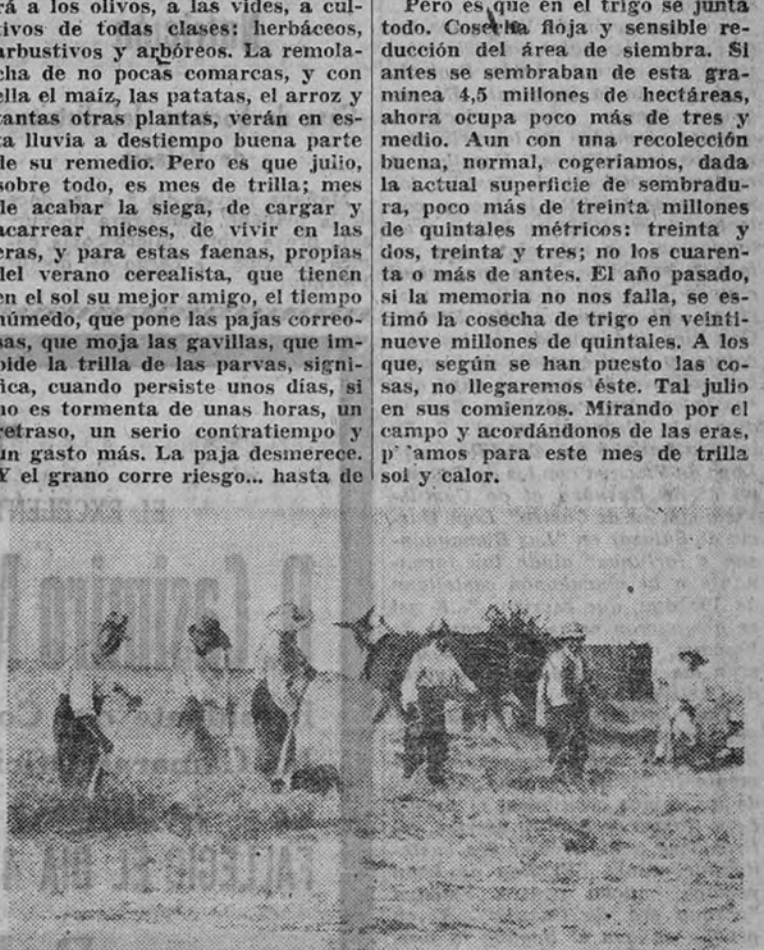 rá a los olivos, a las vides, a cul-
tivos de todas clases: herbáceos,
arbustivos y arbóreos. La remola-
cha de no pocas comarcas, y con
ella el maíz, las patatas, el arroz y
tantas otras plantas, verán en es-
ta lluvia a destiempo buena parte
de su remedio. Pero es que julio,
sobre todo, es mes de trilla; mes
de acabar la siega, de cargar y
acarrear mieses, de vivir en las
eras, y para estas faenas, propias
del verano cerealista, que tienen
en el sol su mejor amigo, el tiempo
húmedo, que pone las pajas correo-
sas, que moja las gavillas, que im-
pide la trilla de las parvas, signi-
fica, cuando persiste unos días, si
no es tormenta de unas horas, un
retraso, un serio contratiempo y
un gasto más. La paja desmerece.
Y el grano corre riesgo... hasta de
Pero es que en el trigo se junta
todo. Cosecha floja y sensible re-
ducción del área de siembra. Si
antes se sembraban de esta gra-
mínea 4,5 millones de hectáreas,
ahora ocupa poco más de tres y
medio. Aun con una recolección
buena, normal, cogeriamos, dada
la actual superficie de sembradu-
ra, poco más de treinta millones
de quintales métricos: treinta y
dos, treinta y tres; no los cuaren-
ta o más de antes. El año pasado,
si la memoria no nos falla, se es-
timó la cosecha de trigo en veinti-
nueve millones de quintales. A los
que, según se han puesto las co-
sas, no llegaremos éste. Tal julio
en sus comienzos. Mirando por el
campo y acordándonos de las eras,
para este mes de trilla
sol y calor.